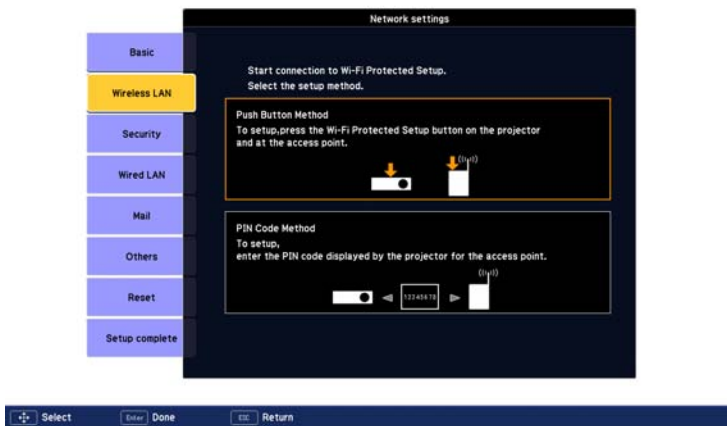 Network settings
Basic
Wireless LAN
Security
Wired LAN
Mail
Others
Reset
Setup complete
Start connection to Wi-Fi Protected Setup.
Select the setup method.
Push Button Method
To setup,press the Wi-Fi Protected Setup button on the projector
and at the access point.
PIN Code Method
To setup,
enter the PIN code displayed by the projector for the access point.
12345678
Select Enter Done ESC Return